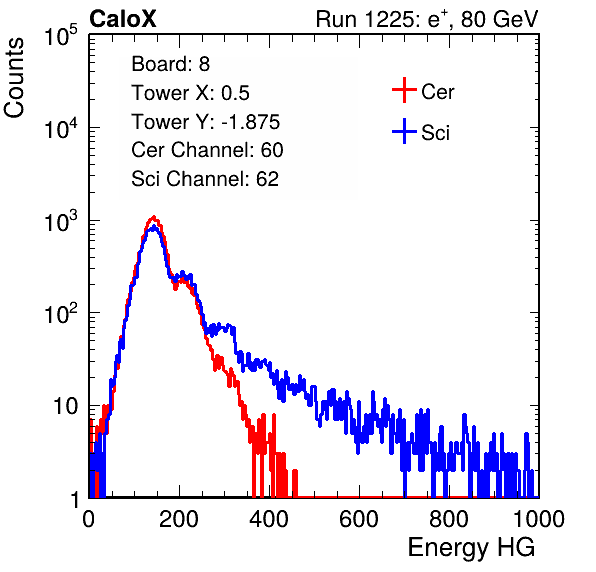 CaloX
Run 1225: e⁺, 80 GeV
Counts
Board: 8
Tower X: 0.5
Tower Y: -1.875
Cer Channel: 60
Sci Channel: 62
Cer
Sci
10⁵
10⁴
10³
10²
10
1
0 200 400 600 800 1000
Energy HG